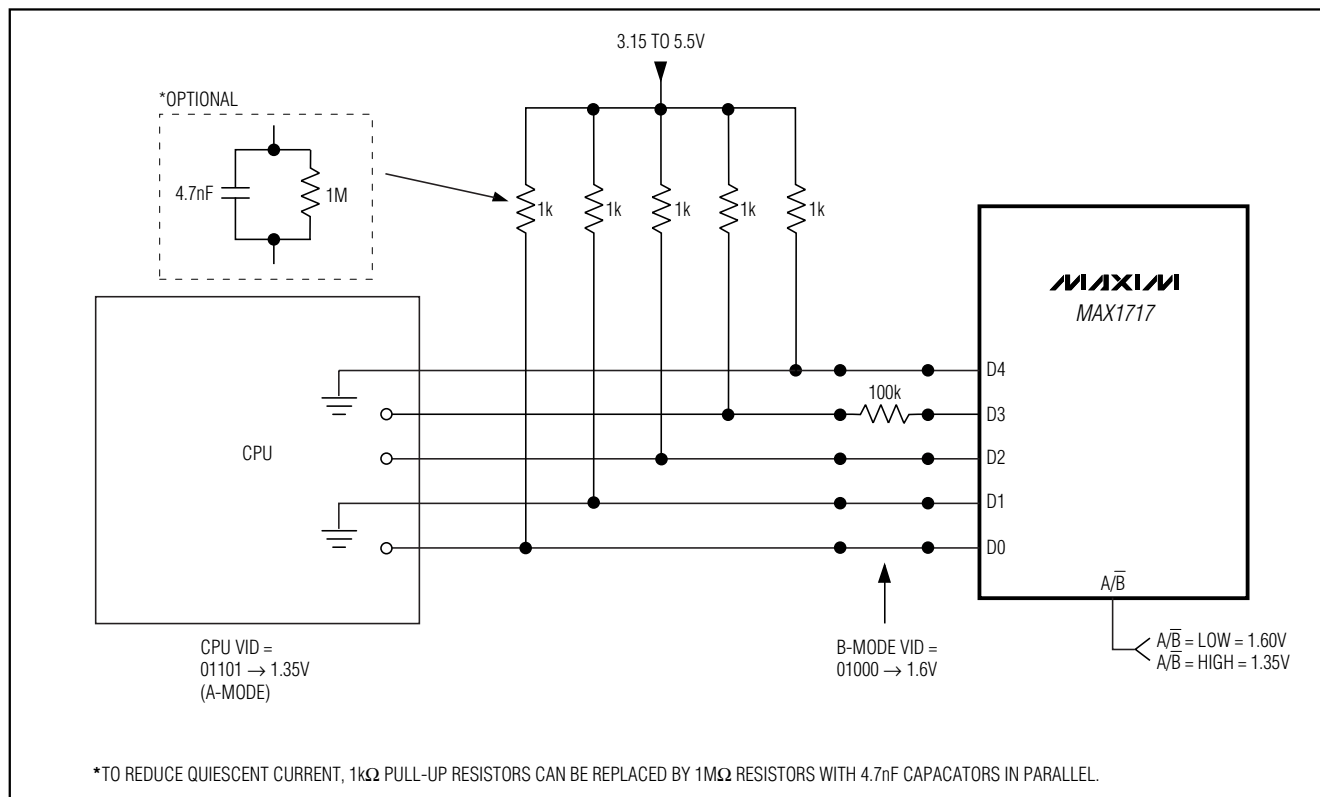 3.15 TO 5.5V
*OPTIONAL
4.7nF
1M
1k
1k
1k
1k
1k
MAXIM
MAX1717
D4
100k
D3
CPU
D2
D1
D0
A/B̅
CPU VID =
01101 → 1.35V
(A-MODE)
B-MODE VID =
01000 → 1.6V
A/B̅ = LOW = 1.60V
A/B̅ = HIGH = 1.35V
*TO REDUCE QUIESCENT CURRENT, 1kΩ PULL-UP RESISTORS CAN BE REPLACED BY 1MΩ RESISTORS WITH 4.7nF CAPACATORS IN PARALLEL.